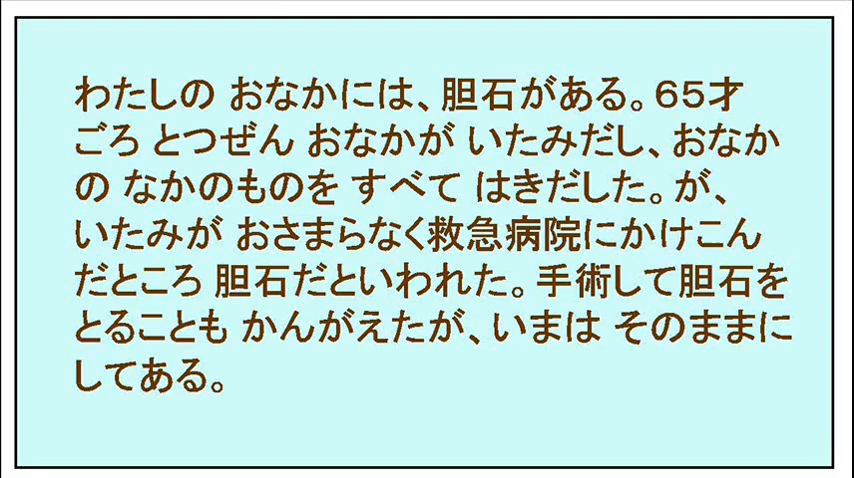 わたしの おなかには、胆石がある。６５才
ごろ とつぜん おなかが いたみだし、おなか
の なかのものを すべて はきだした。が、
いたみが おさまらなく救急病院にかけこん
だところ 胆石だといわれた。手術して胆石を
とることも かんがえたが、いまは そのままに
してある。